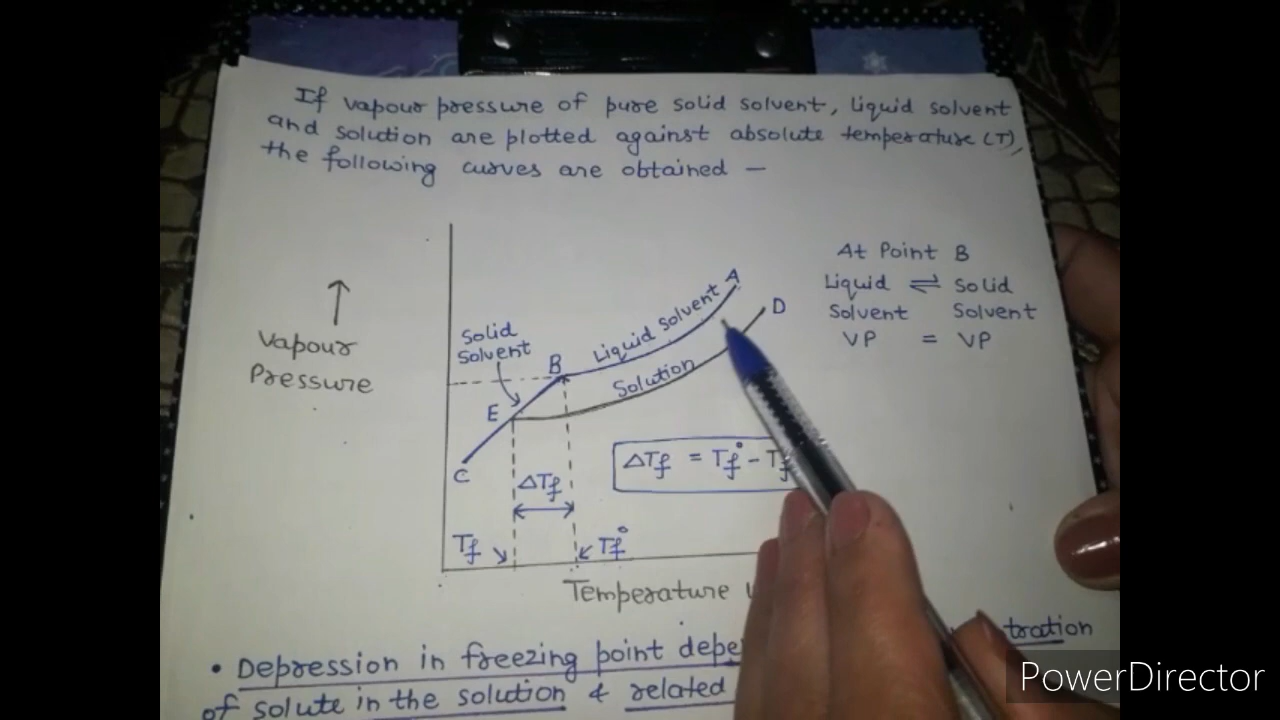 If vapour pressure of pure solid solvent, liquid solvent
and solution are plotted against absolute temperature (T),
the following curves are obtained —
At Point B
Liquid ⇌ Solid
Solvent Solvent
VP = VP
A
D
Liquid Solvent
Solid
Solvent
B
Solution
Vapour
Pressure
E
C
ΔTf = Tf° - Tf
ΔTf
Tf
Tf°
Temperature
• Depression in freezing point tration
of solute in the solution & related
PowerDirector